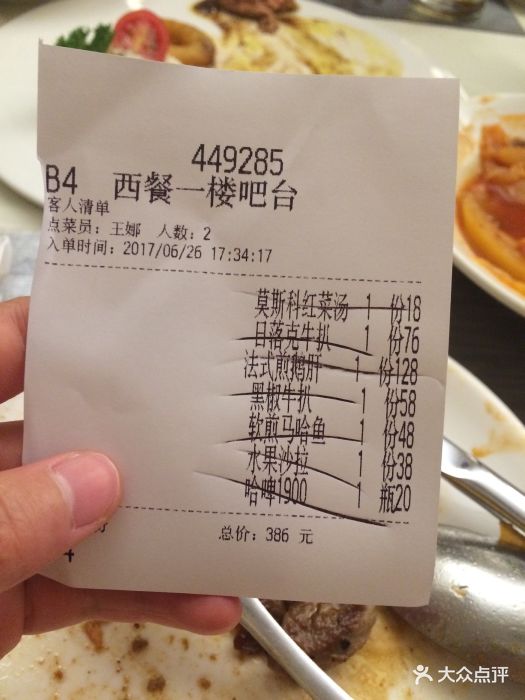 449285
B4 西餐一楼吧台
客人清单
点菜员：王娜 人数：2
入单时间：2017/06/26 17:34:17
莫斯科红菜汤 1 份18
日落克牛扒 1 份76
法式煎鹅肝 1 份128
黑椒牛扒 1 份58
软煎马哈鱼 1 份48
水果沙拉 1 份38
哈啤1900 1 瓶20
总价：386 元
4
大众点评